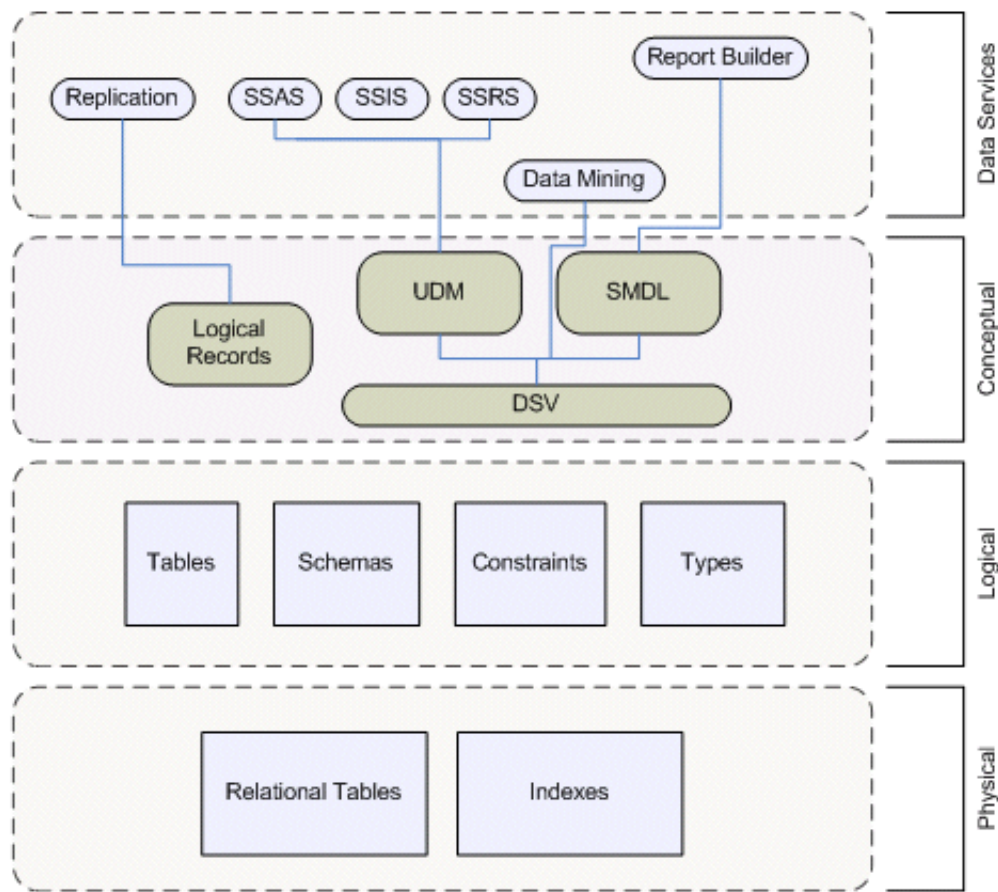 Report Builder
Replication
SSAS
SSIS
SSRS
Data Mining
Data Services
UDM
SMDL
Logical
Records
DSV
Conceptual
Tables
Schemas
Constraints
Types
Logical
Relational Tables
Indexes
Physical